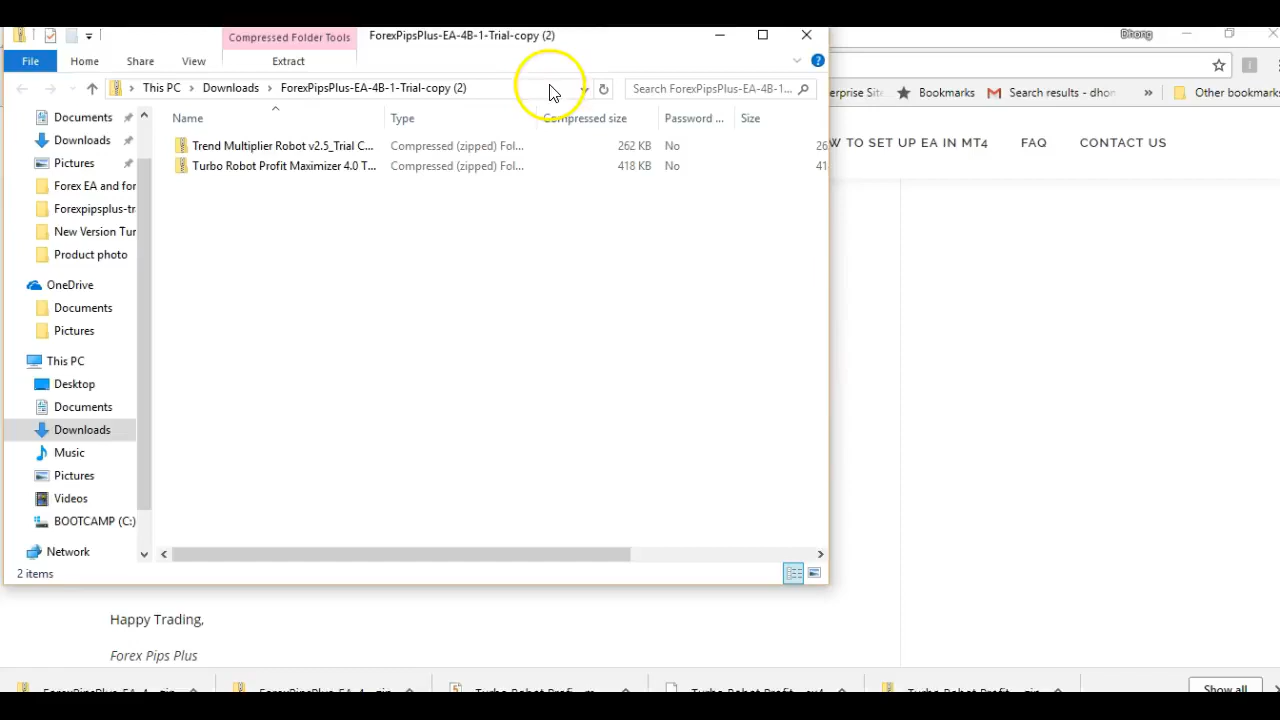 Compressed Folder Tools
ForexPipsPlus-EA-4B-1-Trial-copy (2)
Dhong
File
Home
Share
View
Extract
This PC
Downloads
ForexPipsPlus-EA-4B-1-Trial-copy (2)
Search ForexPipsPlus-EA-4B-1...
Bookmarks
Search results - dhon
Other bookmarks
Documents
Downloads
Pictures
Forex EA and for
Forexpipsplus-tr
New Version Tur
Product photo
OneDrive
Documents
Pictures
This PC
Desktop
Documents
Downloads
Music
Pictures
Videos
BOOTCAMP (C:)
Network
Name Type Compressed size Password ... Size
Trend Multiplier Robot v2.5_Trial C... Compressed (zipped) Fol... 262 KB No 26
Turbo Robot Profit Maximizer 4.0 T... Compressed (zipped) Fol... 418 KB No 41
W TO SET UP EA IN MT4 FAQ CONTACT US
2 items
Happy Trading,
Forex Pips Plus
Show all